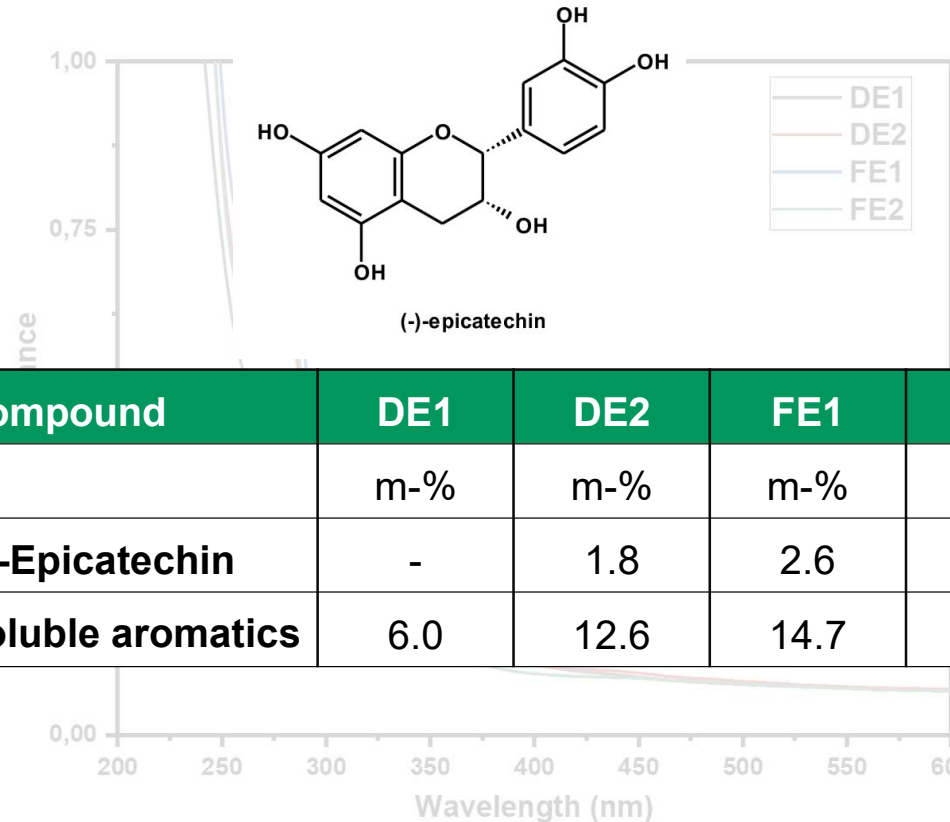 OH
1,00
OH
DE1
HO
O
DE2
FE1
FE2
0,75
OH
OH
(-)-epicatechin
nce
ompound DE1 DE2 FE1
m-% m-% m-%
-Epicatechin - 1.8 2.6
oluble aromatics 6.0 12.6 14.7
0,00
200 250 300 350 400 450 500 550 60
Wavelength (nm)